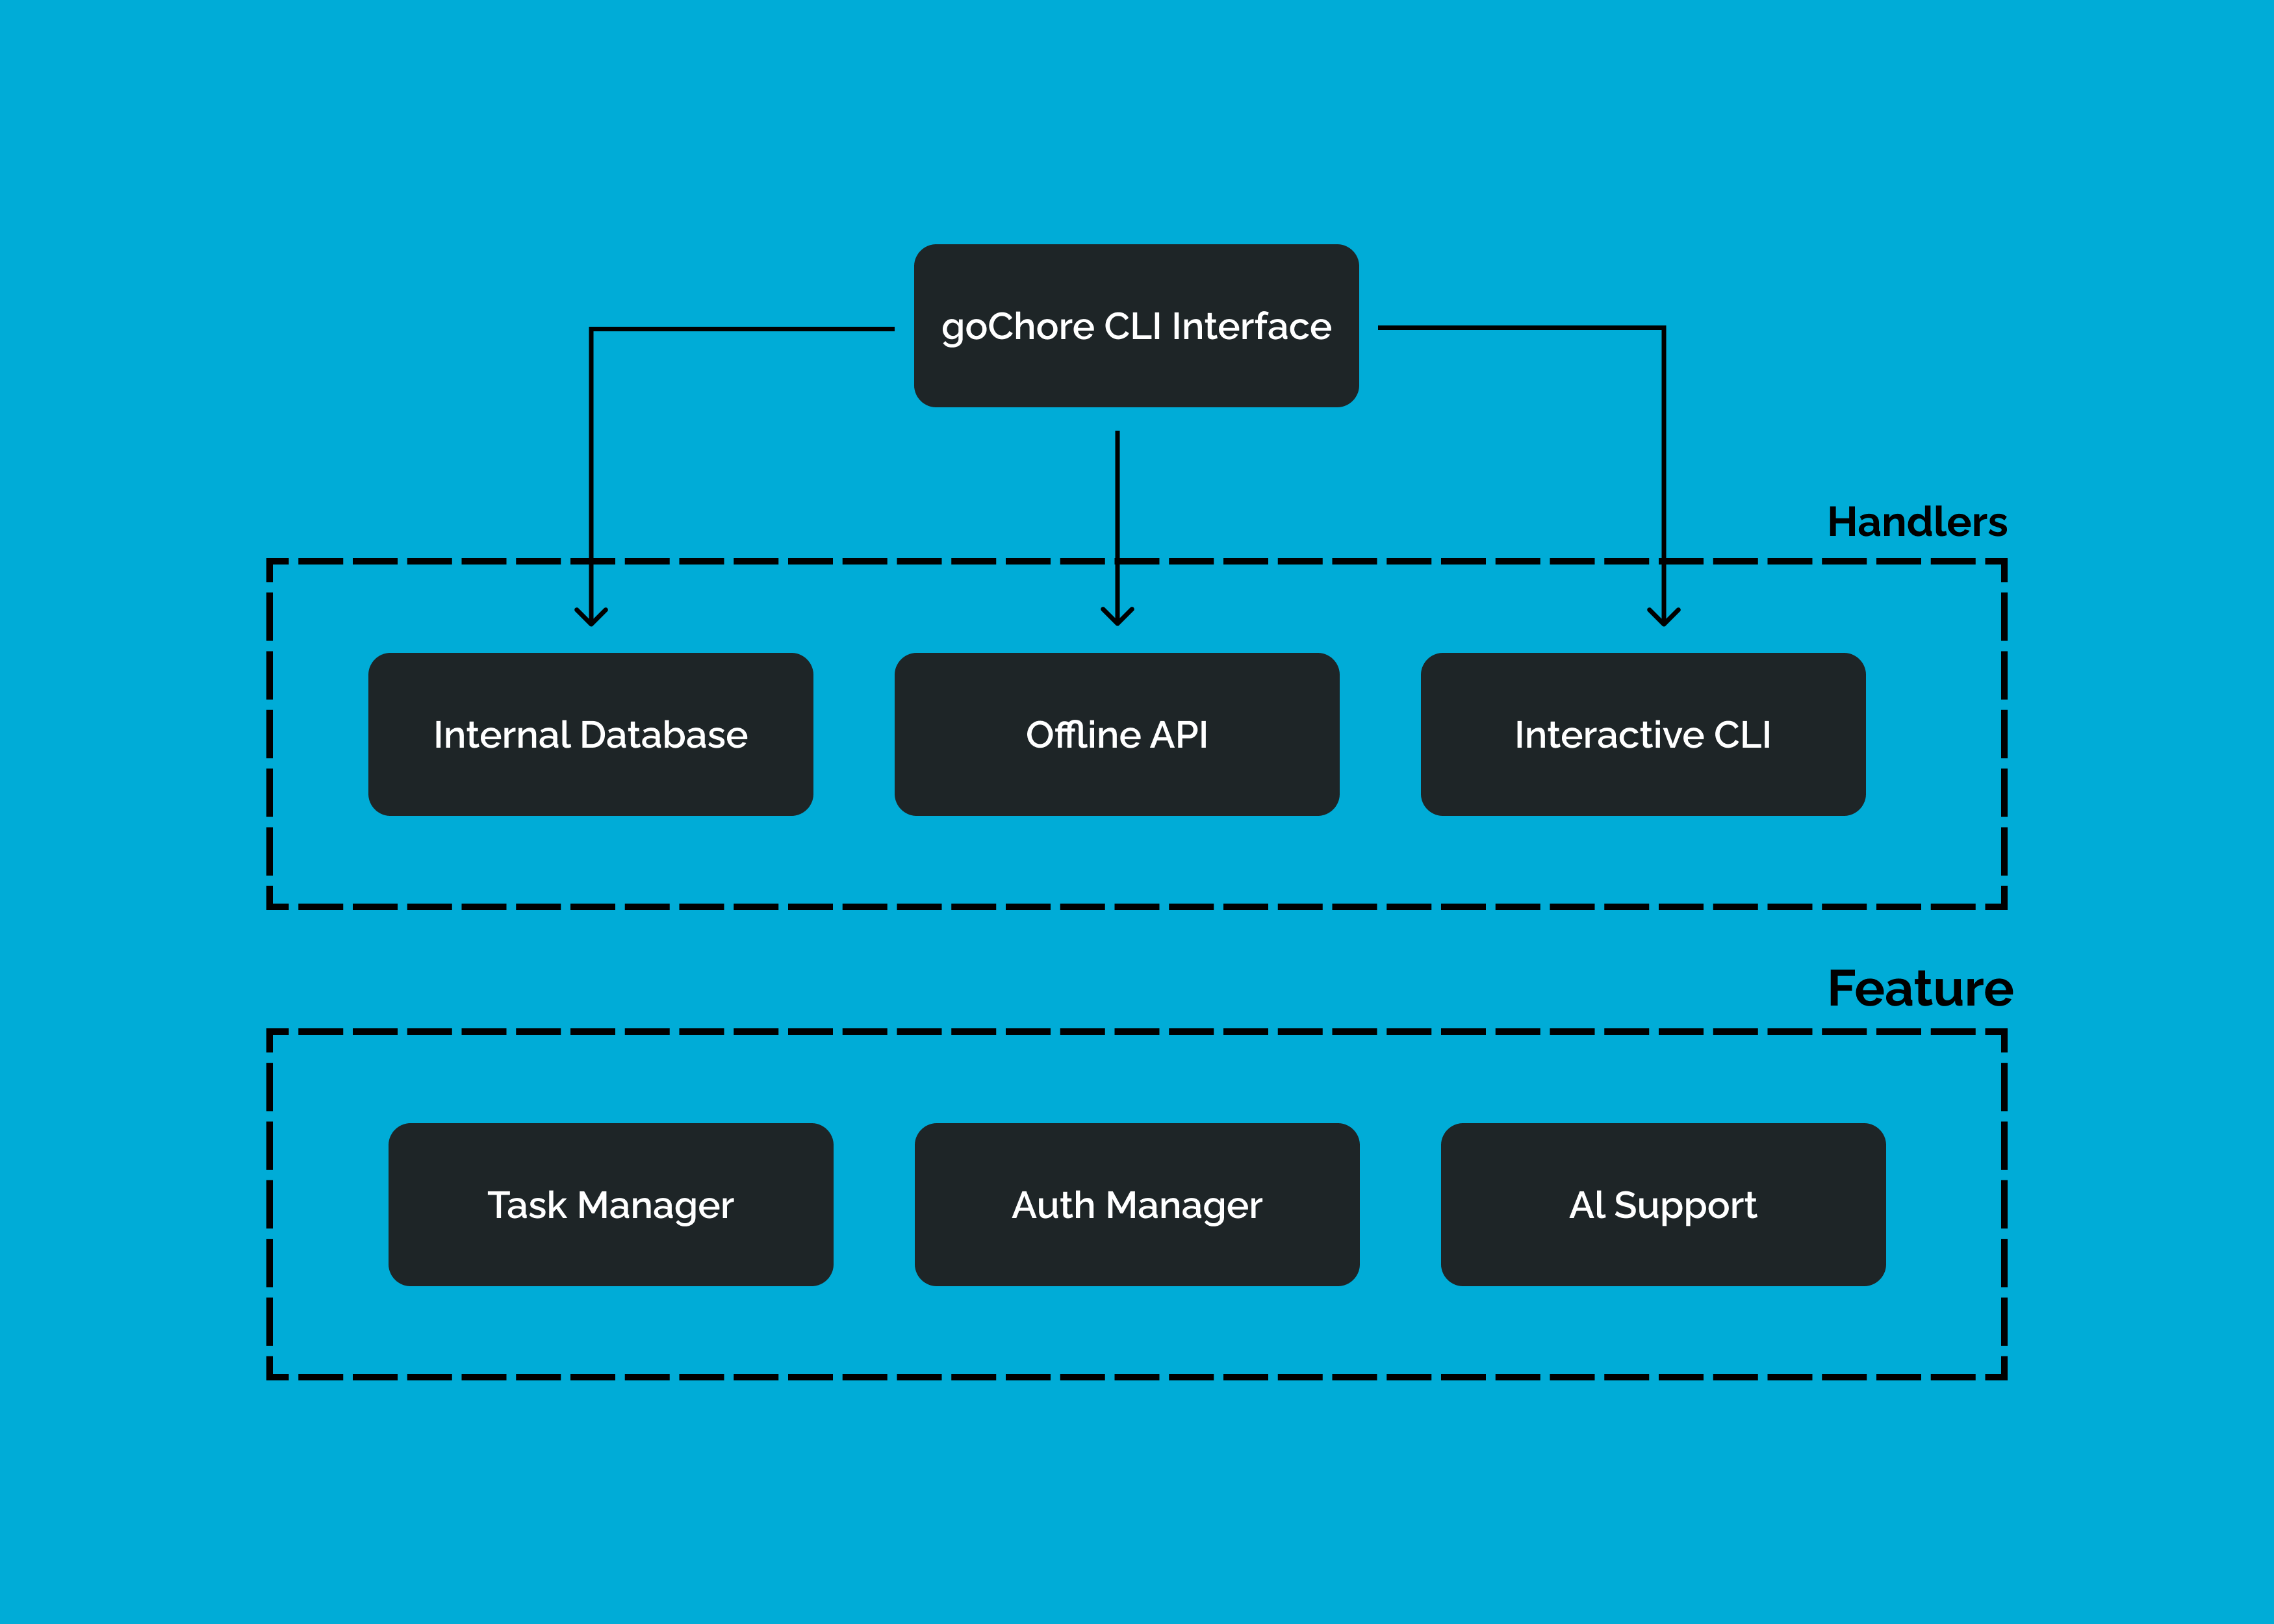 goChore CLI Interface
Handlers
Internal Database
Offline API
Interactive CLI
Feature
Task Manager
Auth Manager
AI Support